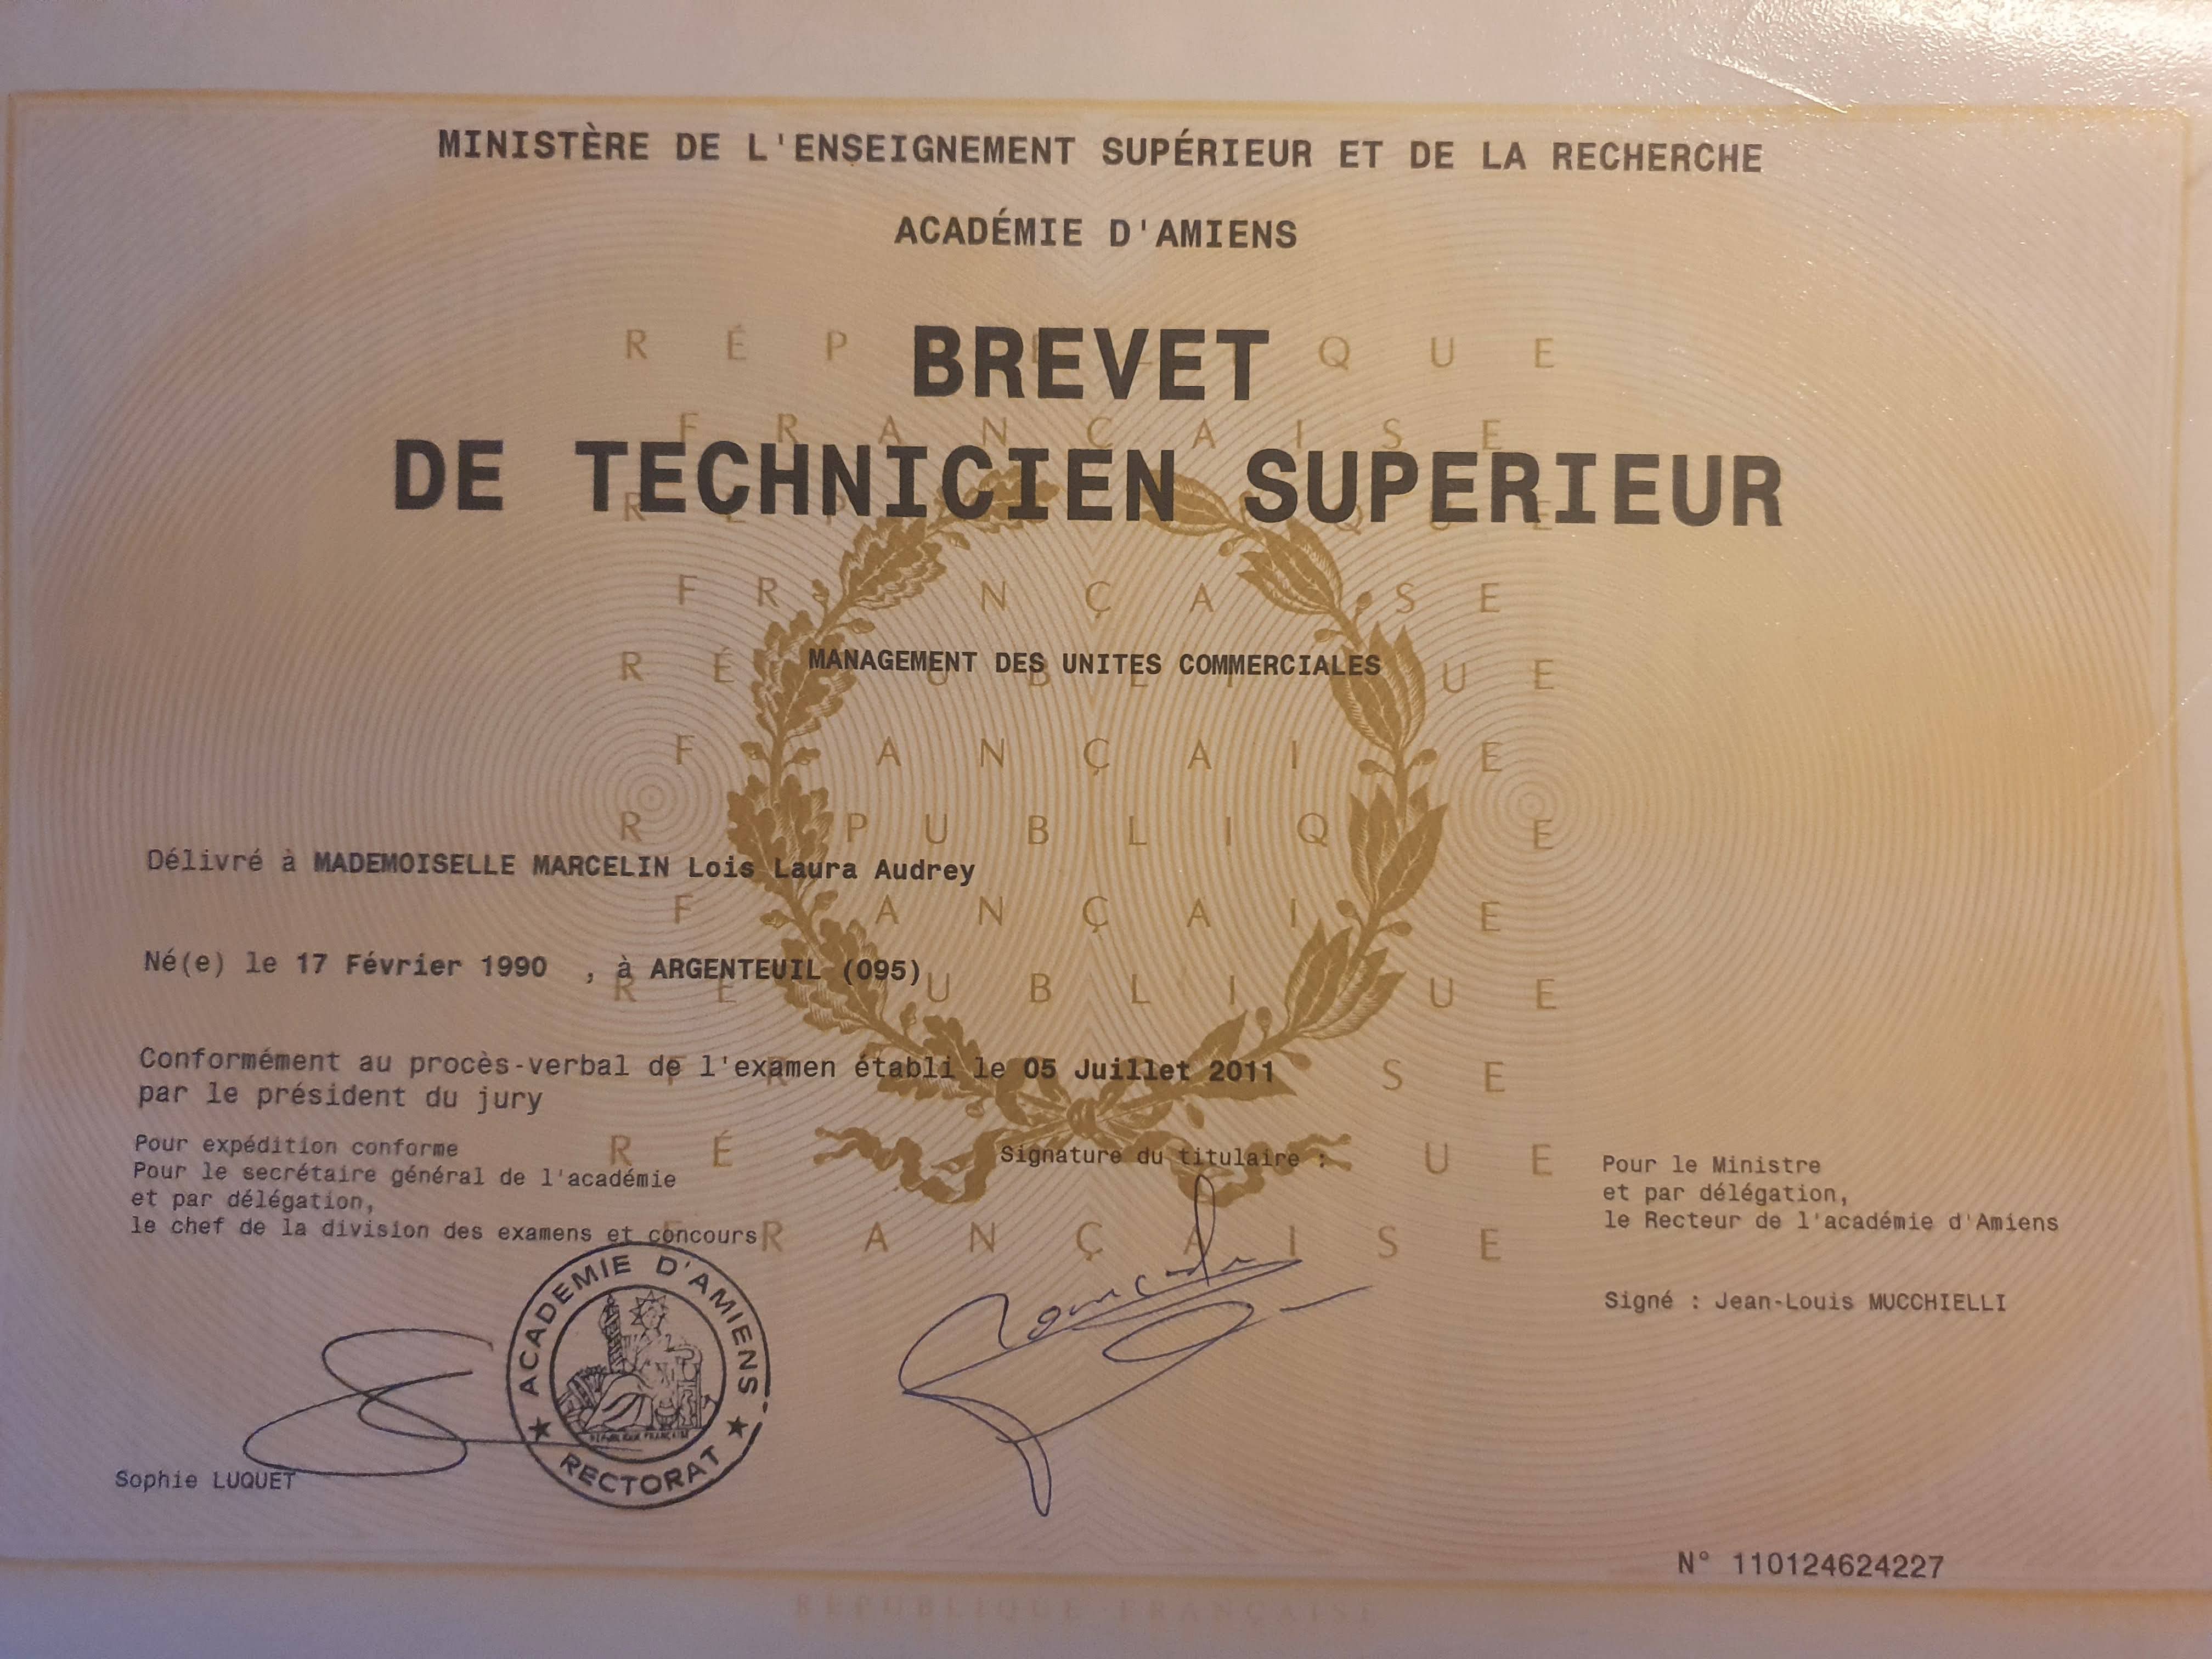 MINISTÈRE DE L'ENSEIGNEMENT SUPÉRIEUR ET DE LA RECHERCHE
ACADÉMIE D'AMIENS
BREVET
DE TECHNICIEN SUPERIEUR
MANAGEMENT DES UNITES COMMERCIALES
Délivré à MADEMOISELLE MARCELIN Lois Laura Audrey
Né(e) le 17 Février 1990 , à ARGENTEUIL (095)
Conformément au procès-verbal de l'examen établi le 05 Juillet 2011
par le président du jury
Pour expédition conforme
Pour le secrétaire général de l'académie
et par délégation,
le chef de la division des examens et concours
Signature du titulaire :
Pour le Ministre
et par délégation,
le Recteur de l'académie d'Amiens
Signé : Jean-Louis MUCCHIELLI
ACADEMIE D'AMIENS
RECTORAT
Sophie LUQUET
N° 110124624227
RÉPUBLIQUE FRANÇAISE